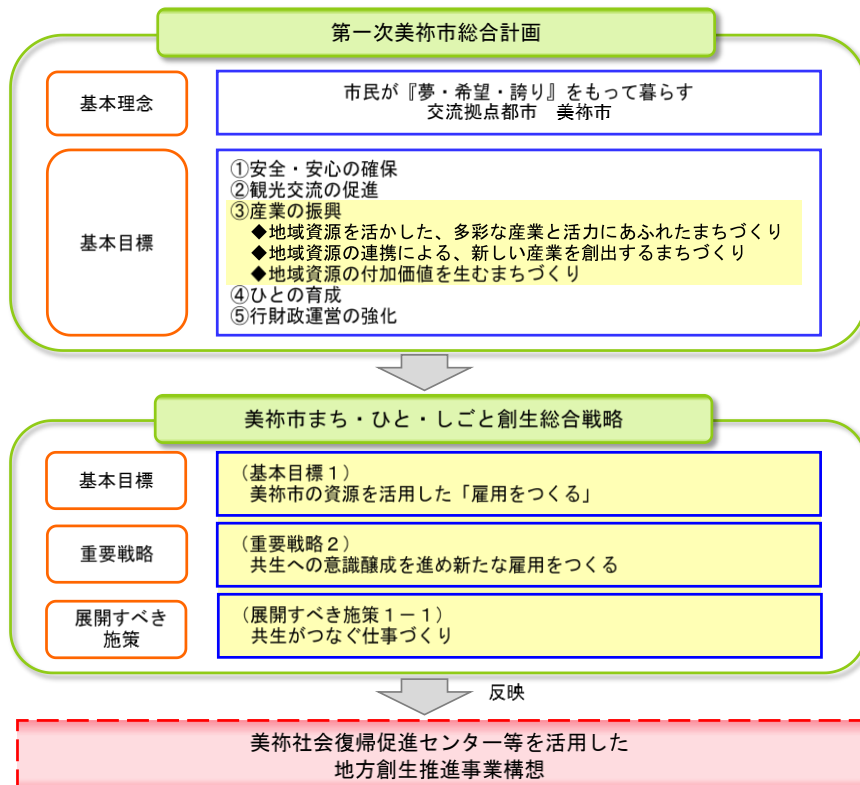 第一次美祢市総合計画
基本理念
市民が『夢・希望・誇り』をもって暮らす
交流拠点都市　美祢市
基本目標
①安全・安心の確保
②観光交流の促進
③産業の振興
◆地域資源を活かした、多彩な産業と活力にあふれたまちづくり
◆地域資源の連携による、新しい産業を創出するまちづくり
◆地域資源の付加価値を生むまちづくり
④ひとの育成
⑤行財政運営の強化
美祢市まち・ひと・しごと創生総合戦略
基本目標
（基本目標１）
美祢市の資源を活用した「雇用をつくる」
重要戦略
（重要戦略２）
共生への意識醸成を進め新たな雇用をつくる
展開すべき
施策
（展開すべき施策１－１）
共生がつなぐ仕事づくり
反映
美祢社会復帰促進センター等を活用した
地方創生推進事業構想